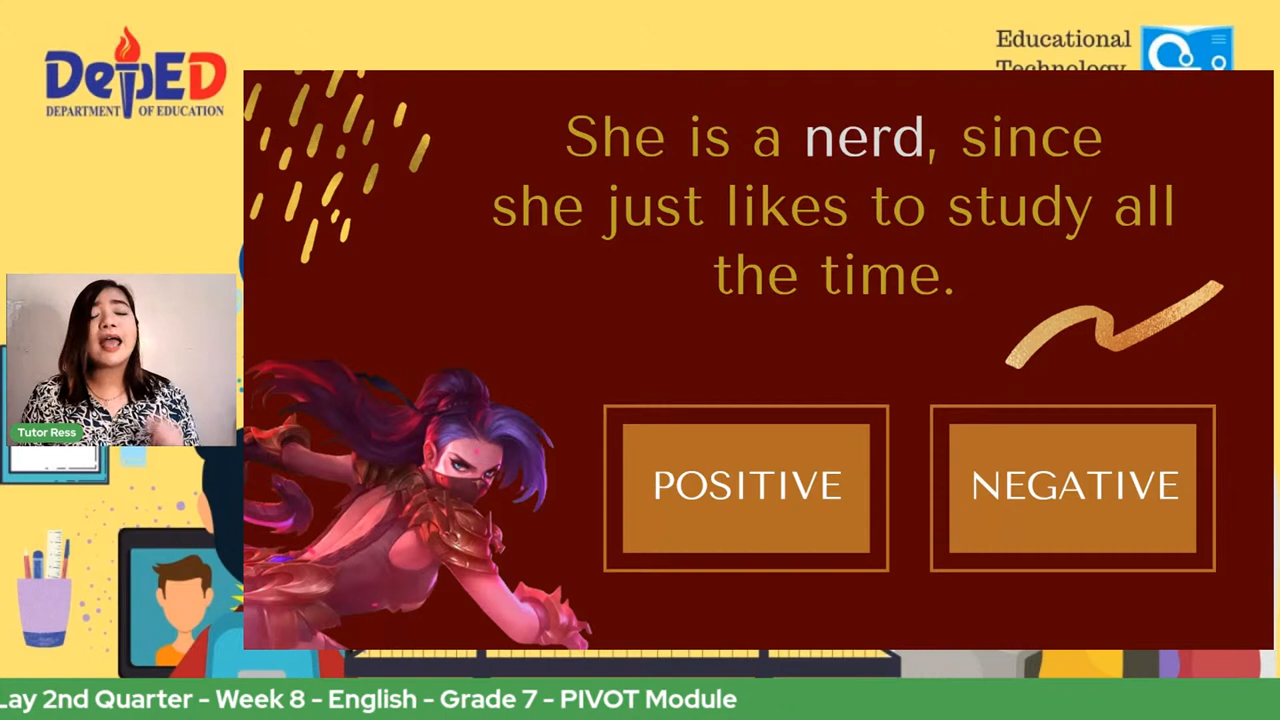 DepED
DEPARTMENT OF EDUCATION
Educational
Technology
She is a nerd, since
she just likes to study all
the time.
POSITIVE
NEGATIVE
Tutor Ress
Lay 2nd Quarter - Week 8 - English - Grade 7 - PIVOT Module